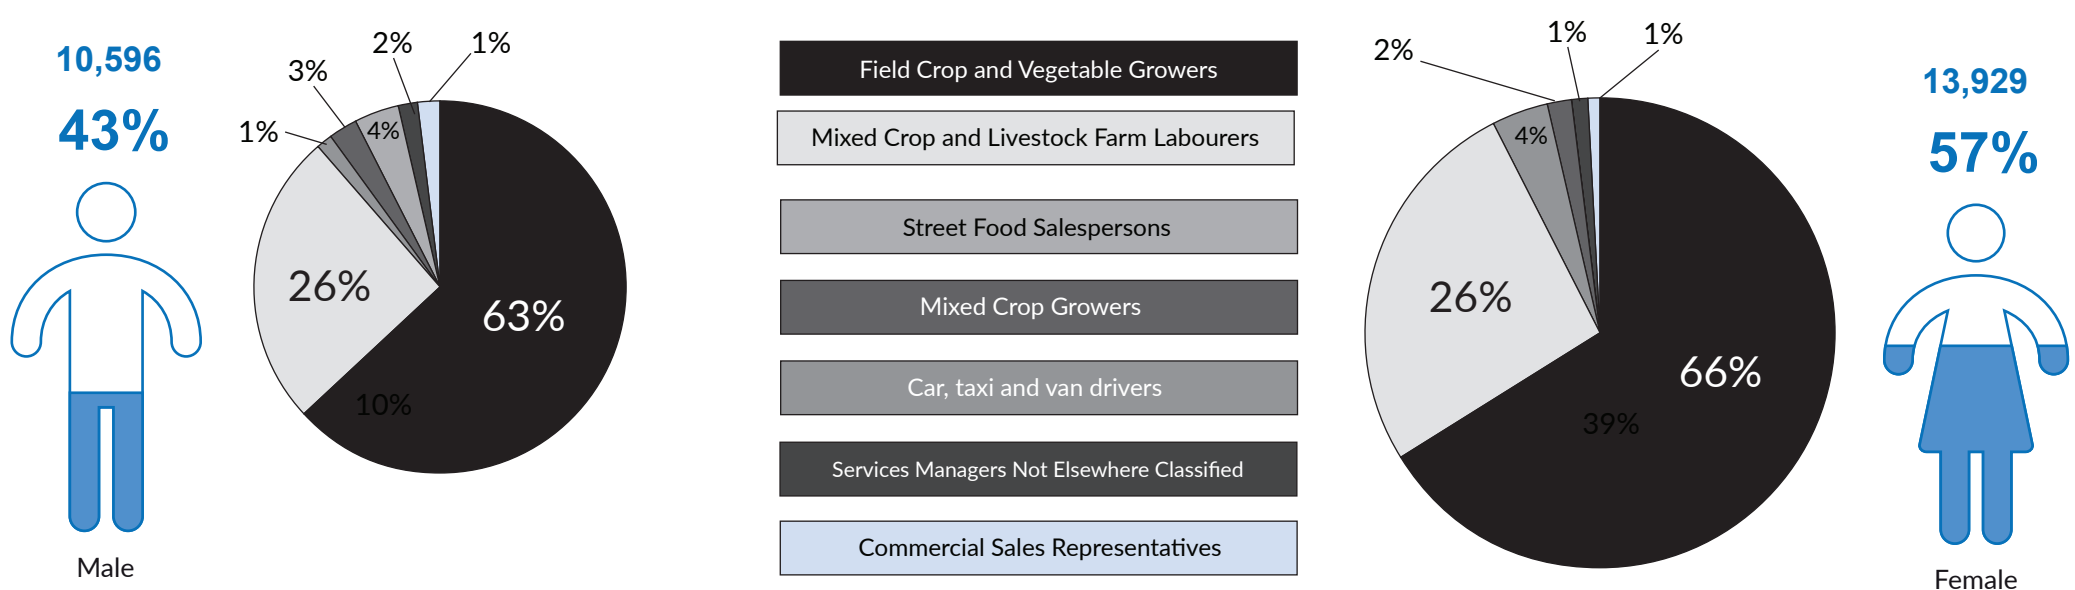 10,596
43%
Male
2%
1%
3%
1%
4%
26%
63%
10%
Field Crop and Vegetable Growers
Mixed Crop and Livestock Farm Labourers
Street Food Salespersons
Mixed Crop Growers
Car, taxi and van drivers
Services Managers Not Elsewhere Classified
Commercial Sales Representatives
1%
1%
2%
4%
26%
66%
39%
13,929
57%
Female